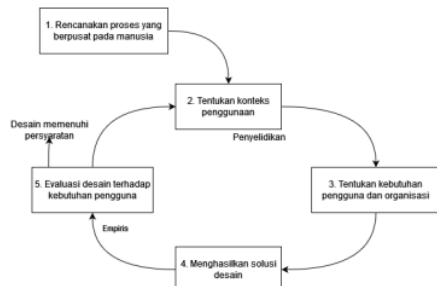 1. Rencanakan proses yang
berpusat pada manusia
2. Tentukan konteks
penggunaan
Penyelidikan
Desain memenuhi
persyaratan
5. Evaluasi desain terhadap
kebutuhan pengguna
3. Tentukan kebutuhan
pengguna dan organisasi
Empiris
4. Menghasilkan solusi
desain